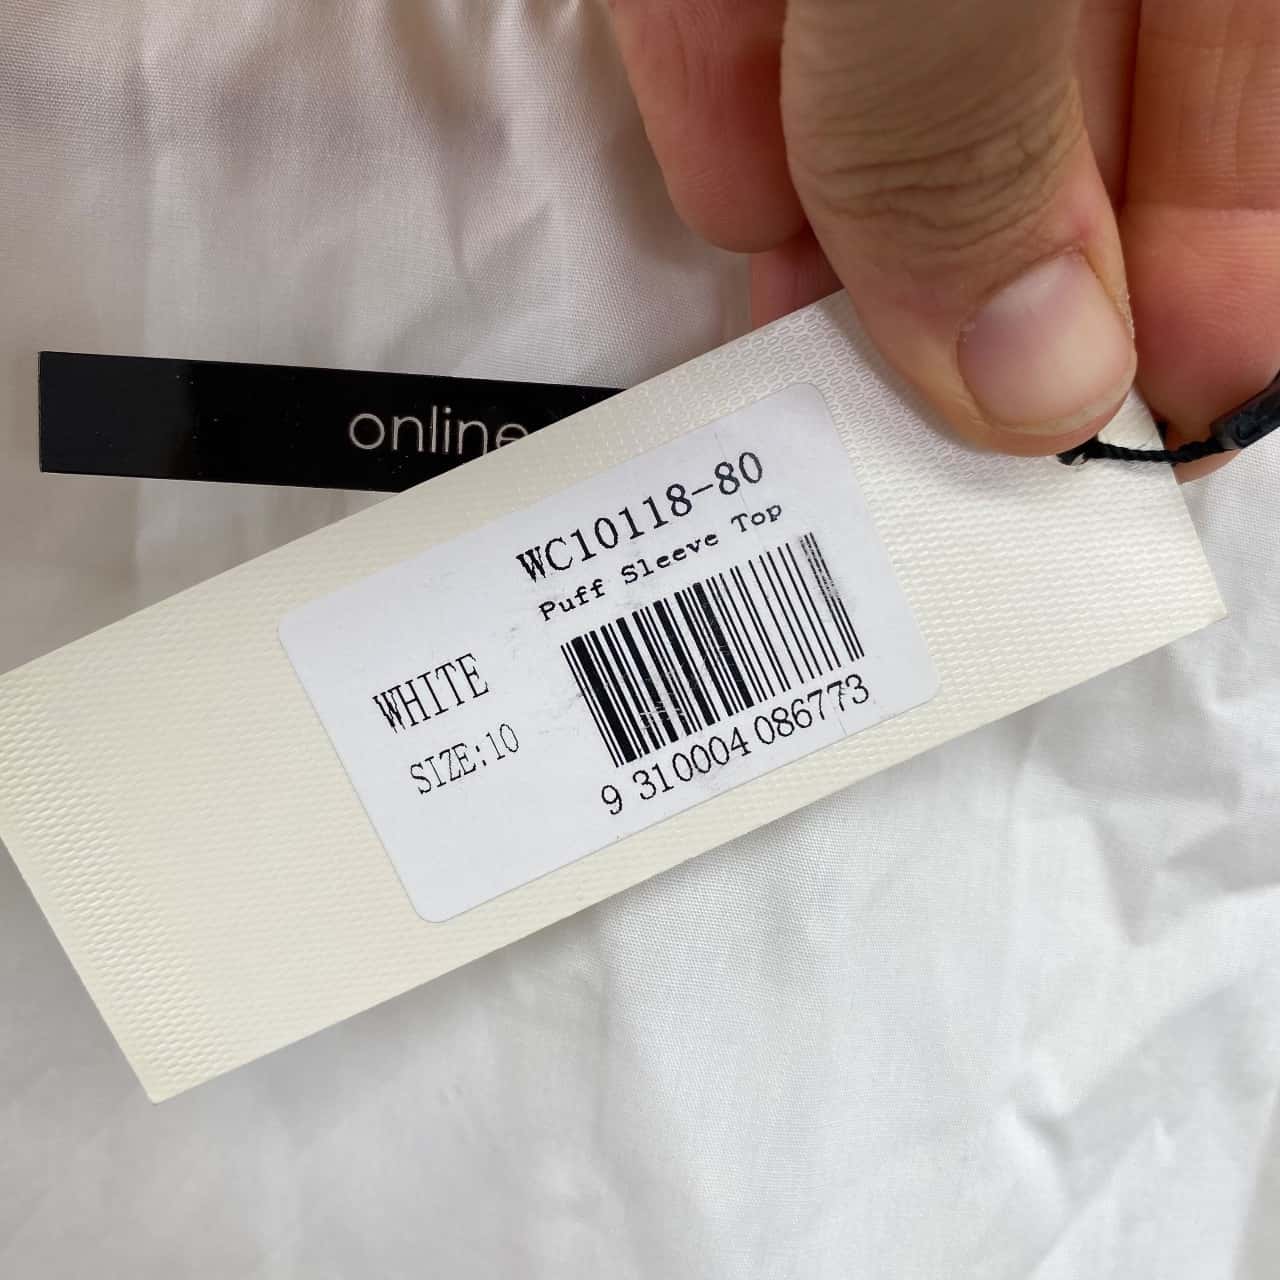 online
WC10118-80
Puff Sleeve Top
WHITE
SIZE:10
9 310004 086773